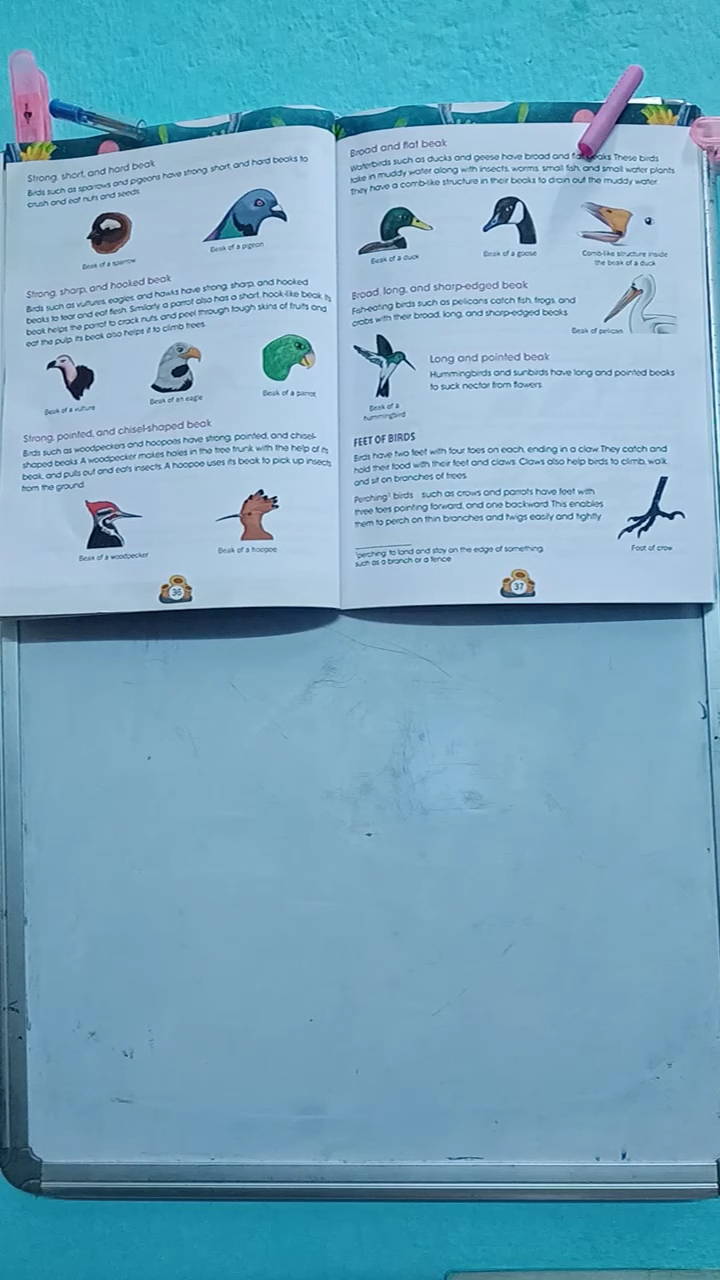 Strong, short, and hard beak
Birds such as sparrows and pigeons have strong, short, and hard beaks to
crush and eat nuts and seeds.
Beak of a sparrow
Beak of a pigeon
Strong, sharp, and hooked beak
Birds such as vultures, eagles, and hawks have strong, sharp, and hooked
beaks to tear and eat flesh. Similarly, a parrot also has a short, hook-like beak. Its
beak helps the parrot to crack nuts, and peel through tough skins of fruits and
eat the pulp. Its beak also helps it to climb trees.
Beak of a vulture
Beak of an eagle
Beak of a parrot
Strong, pointed, and chisel-shaped beak
Birds such as woodpeckers and hoopoes have strong, pointed, and chisel-
shaped beaks. A woodpecker makes holes in the tree trunk with the help of its
beak, and pulls out and eats insects. A hoopoe uses its beak to pick up insects
from the ground.
Beak of a woodpecker
Beak of a hoopoe
36
Broad and flat beak
Waterbirds such as ducks and geese have broad and flat beaks. These birds
take in muddy water along with insects, worms, small fish, and small water plants.
They have a comb-like structure in their beaks to drain out the muddy water.
Beak of a duck
Beak of a goose
Comb-like structure inside
the beak of a duck
Broad, long, and sharp-edged beak
Fish-eating birds such as pelicans catch fish, frogs, and
crabs with their broad, long, and sharp-edged beaks.
Beak of pelican
Long and pointed beak
Hummingbirds and sunbirds have long and pointed beaks
to suck nectar from flowers.
Beak of a
hummingbird
FEET OF BIRDS
Birds have two feet with four toes on each, ending in a claw. They catch and
hold their food with their feet and claws. Claws also help birds to climb, walk,
and sit on branches of trees.
Perching¹ birds such as crows and parrots have feet with
three toes pointing forward, and one backward. This enables
them to perch on thin branches and twigs easily and tightly.
Foot of crow
¹perching: to land and stay on the edge of something,
such as a branch or a fence
37